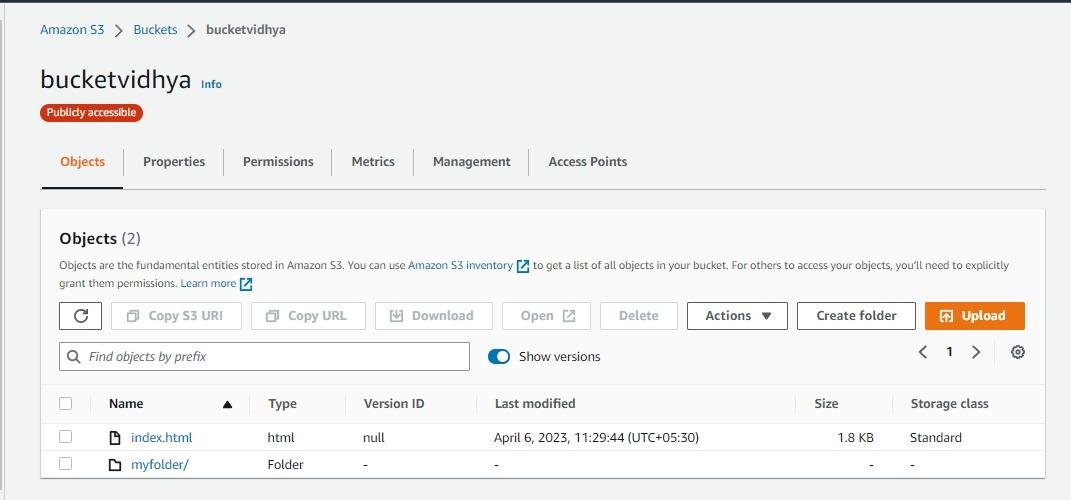 Amazon S3 > Buckets > bucketvidhya
bucketvidhya Info
Publicly accessible
Objects Properties Permissions Metrics Management Access Points
Objects (2)
Objects are the fundamental entities stored in Amazon S3. You can use Amazon S3 inventory to get a list of all objects in your bucket. For others to access your objects, you'll need to explicitly
grant them permissions. Learn more
Copy S3 URI Copy URL Download Open Delete Actions Create folder Upload
Find objects by prefix Show versions < 1 >
Name Type Version ID Last modified Size Storage class
index.html html null April 6, 2023, 11:29:44 (UTC+05:30) 1.8 KB Standard
myfolder/ Folder - - - -